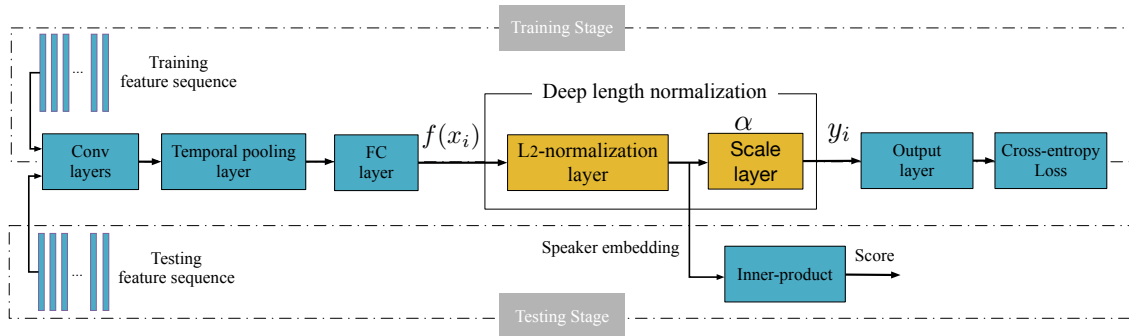 Training Stage
Training
feature sequence
...
Deep length normalization
Conv
layers
Temporal pooling
layer
FC
layer
f(x_i)
L2-normalization
layer
α
Scale
layer
y_i
Output
layer
Cross-entropy
Loss
Testing
feature sequence
...
Speaker embedding
Inner-product
Score
Testing Stage